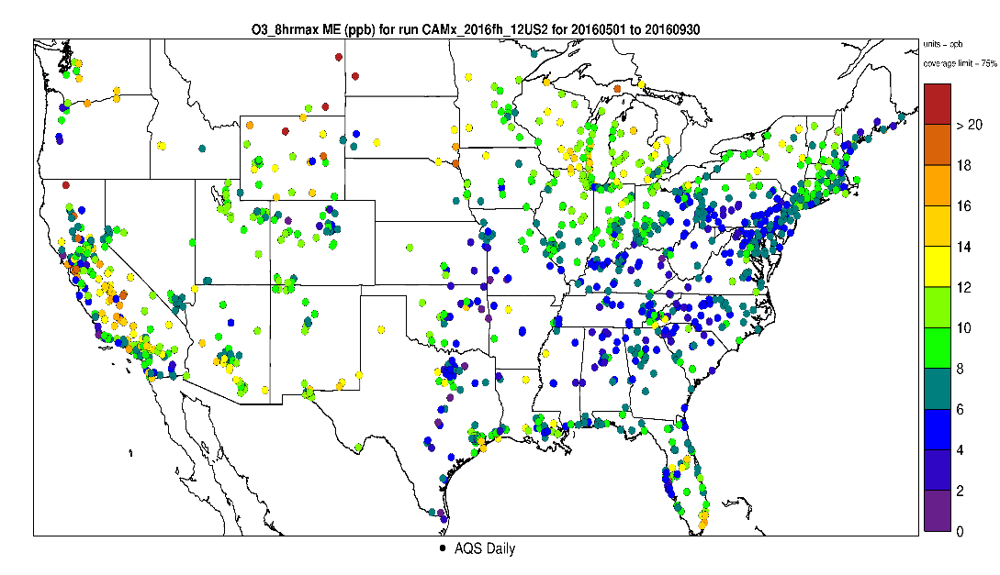 O3_8hrmax ME (ppb) for run CAMx_2016fh_12US2 for 20160501 to 20160930
units = ppb
coverage limit = 75%
> 20
18
16
14
12
10
8
6
4
2
0
AQS Daily